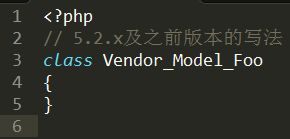 1 <?php
2 // 5.2.x及之前版本的写法
3 class Vendor_Model_Foo
4 {
5 }
6